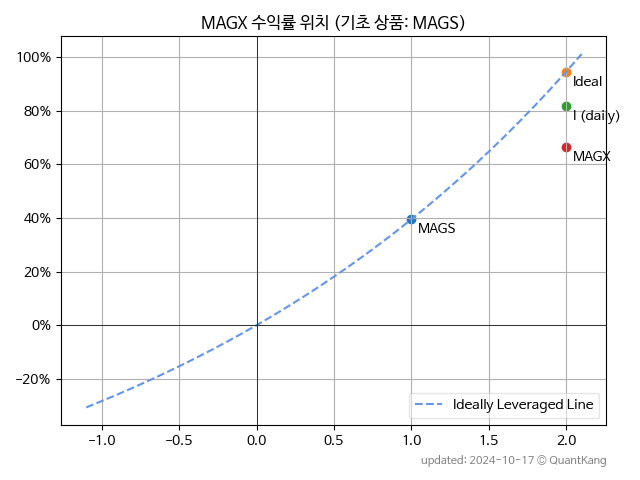 MAGX 수익률 위치 (기초 상품: MAGS)
100%
80%
60%
40%
20%
0%
−20%
Ideal
I (daily)
MAGX
MAGS
Ideally Leveraged Line
−1.0 −0.5 0.0 0.5 1.0 1.5 2.0
updated: 2024-10-17 © QuantKang